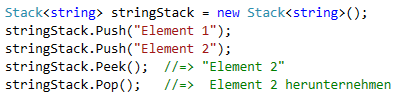 Stack<string> stringStack = new Stack<string>();
stringStack.Push("Element 1");
stringStack.Push("Element 2");
stringStack.Peek();  //=> "Element 2"
stringStack.Pop();   //=>  Element 2 herunternehmen